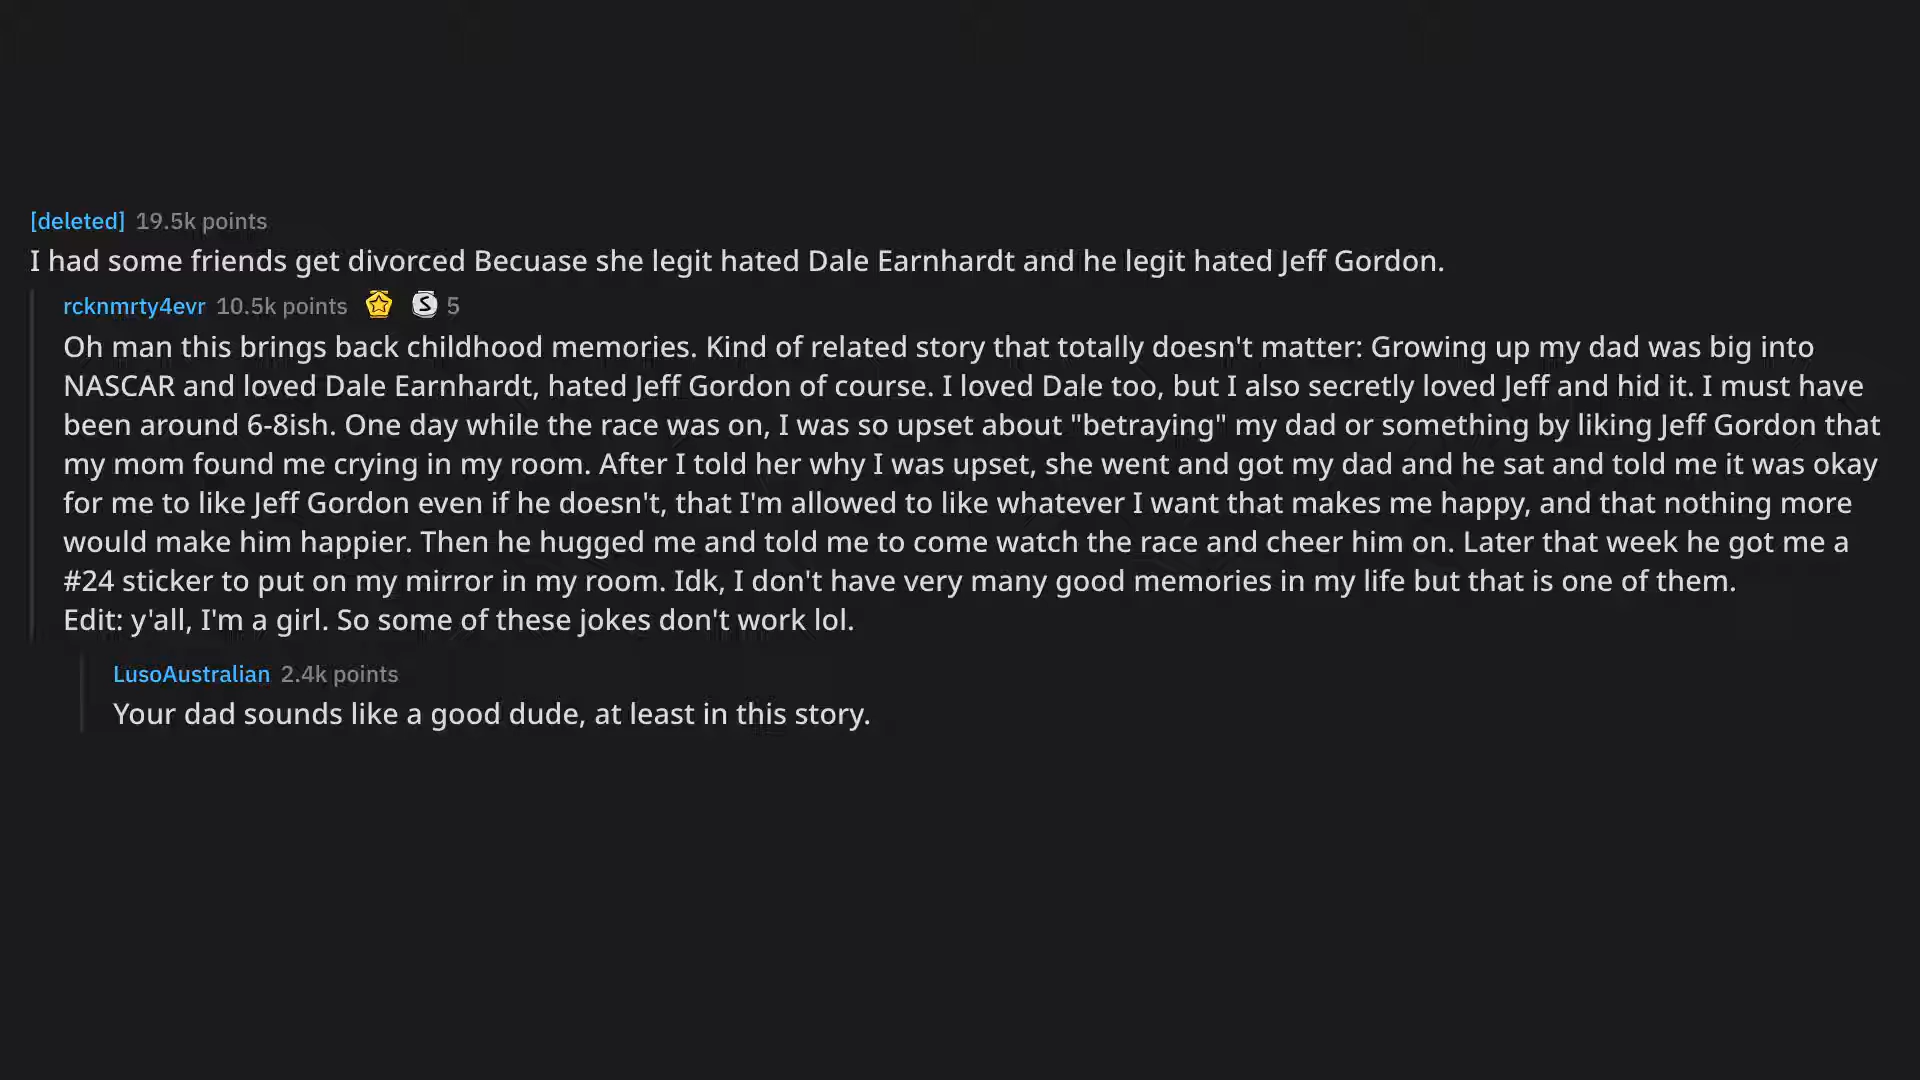 [deleted] 19.5k points
I had some friends get divorced Becuase she legit hated Dale Earnhardt and he legit hated Jeff Gordon.
rcknmrty4evr 10.5k points S 5
Oh man this brings back childhood memories. Kind of related story that totally doesn't matter: Growing up my dad was big into
NASCAR and loved Dale Earnhardt, hated Jeff Gordon of course. I loved Dale too, but I also secretly loved Jeff and hid it. I must have
been around 6-8ish. One day while the race was on, I was so upset about "betraying" my dad or something by liking Jeff Gordon that
my mom found me crying in my room. After I told her why I was upset, she went and got my dad and he sat and told me it was okay
for me to like Jeff Gordon even if he doesn't, that I'm allowed to like whatever I want that makes me happy, and that nothing more
would make him happier. Then he hugged me and told me to come watch the race and cheer him on. Later that week he got me a
#24 sticker to put on my mirror in my room. Idk, I don't have very many good memories in my life but that is one of them.
Edit: y'all, I'm a girl. So some of these jokes don't work lol.
LusoAustralian 2.4k points
Your dad sounds like a good dude, at least in this story.